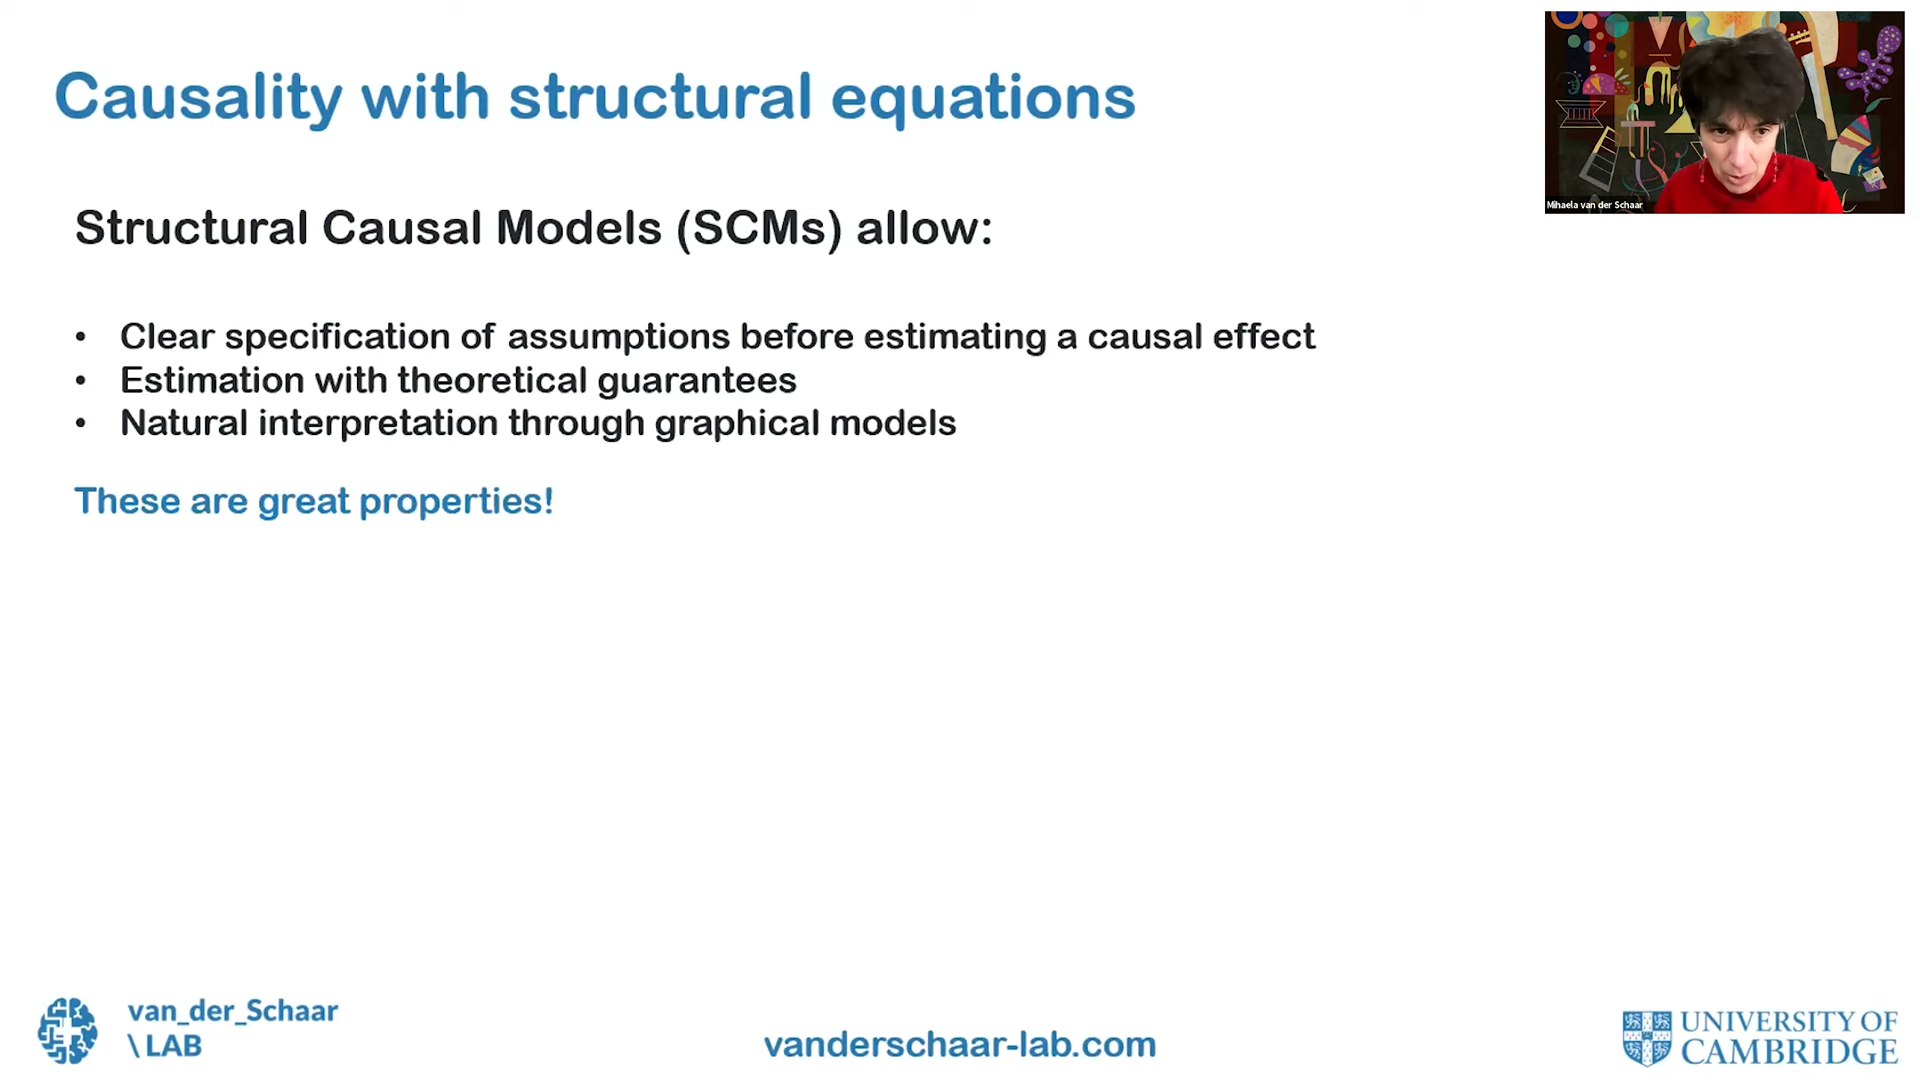 Causality with structural equations
Mihaela van der Schaar
Structural Causal Models (SCMs) allow:
• Clear specification of assumptions before estimating a causal effect
• Estimation with theoretical guarantees
• Natural interpretation through graphical models
These are great properties!
van_der_Schaar
\ LAB
vanderschaar-lab.com
UNIVERSITY OF
CAMBRIDGE